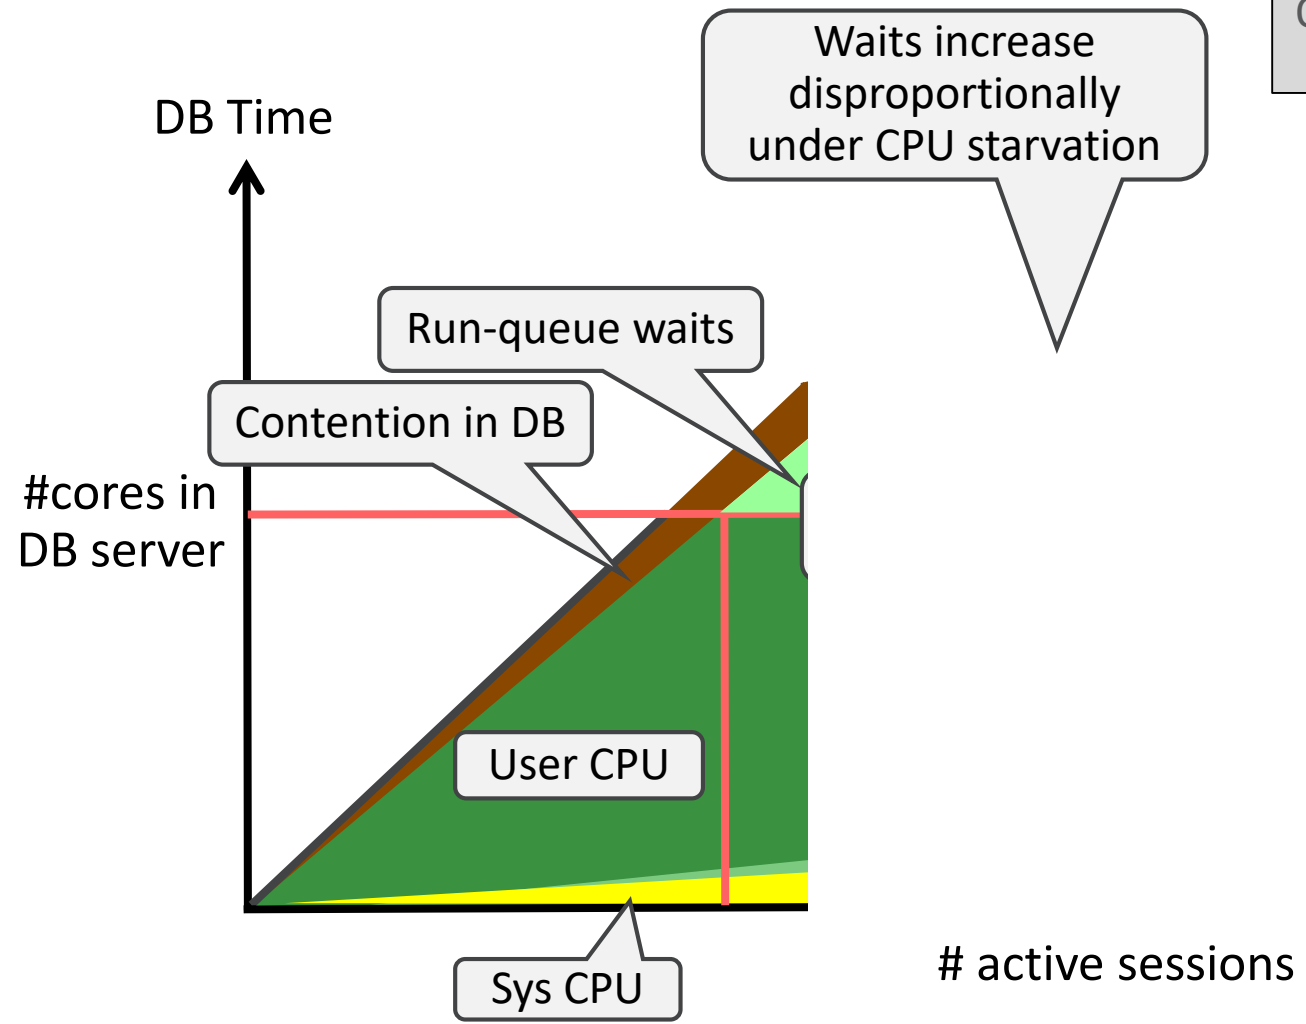 Waits increase
disproportionally
under CPU starvation
DB Time
Run-queue waits
Contention in DB
#cores in
DB server
User CPU
Sys CPU
# active sessions